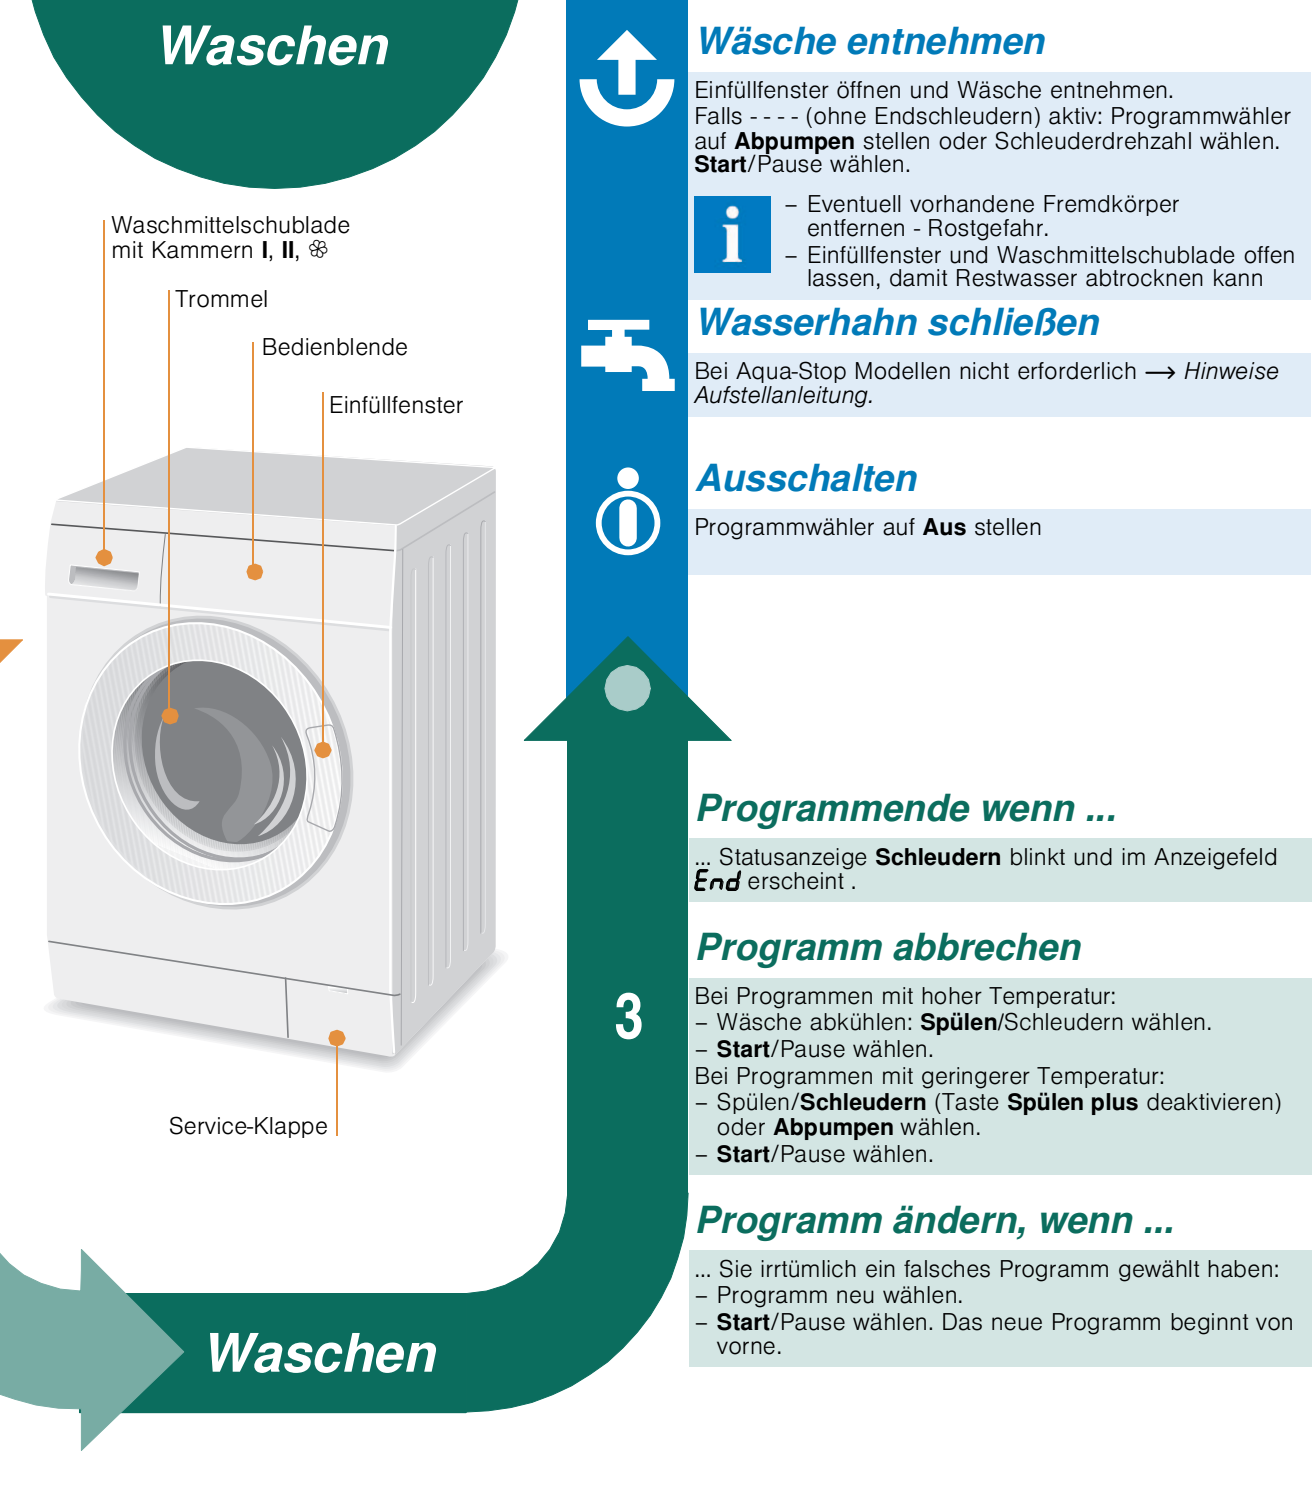 Waschen
Waschmittelschublade
mit Kammern I, II, ֍
Trommel
Bedienblende
Einfüllfenster
Service-Klappe
Waschen
3
Wäsche entnehmen
Einfüllfenster öffnen und Wäsche entnehmen.
Falls - - - - (ohne Endschleudern) aktiv: Programmwähler
auf Abpumpen stellen oder Schleuderdrehzahl wählen.
Start/Pause wählen.
i
– Eventuell vorhandene Fremdkörper
entfernen - Rostgefahr.
– Einfüllfenster und Waschmittelschublade offen
lassen, damit Restwasser abtrocknen kann
Wasserhahn schließen
Bei Aqua-Stop Modellen nicht erforderlich → Hinweise
Aufstellanleitung.
Ausschalten
Programmwähler auf Aus stellen
Programmende wenn ...
... Statusanzeige Schleudern blinkt und im Anzeigefeld
End erscheint .
Programm abbrechen
Bei Programmen mit hoher Temperatur:
– Wäsche abkühlen: Spülen/Schleudern wählen.
– Start/Pause wählen.
Bei Programmen mit geringerer Temperatur:
– Spülen/Schleudern (Taste Spülen plus deaktivieren)
oder Abpumpen wählen.
– Start/Pause wählen.
Programm ändern, wenn ...
... Sie irrtümlich ein falsches Programm gewählt haben:
– Programm neu wählen.
– Start/Pause wählen. Das neue Programm beginnt von
vorne.